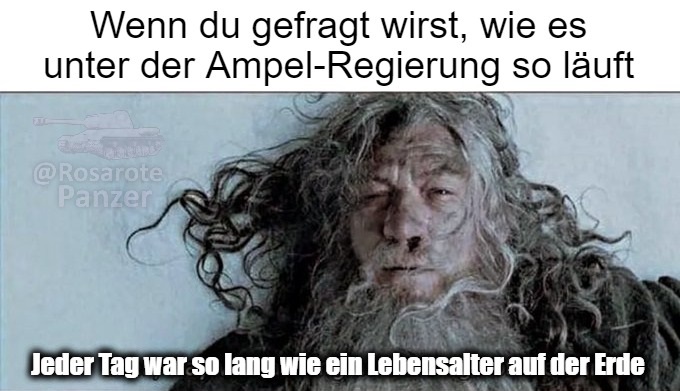 Wenn du gefragt wirst, wie es
unter der Ampel-Regierung so läuft
@Rosarote
Panzer
Jeder Tag war so lang wie ein Lebensalter auf der Erde